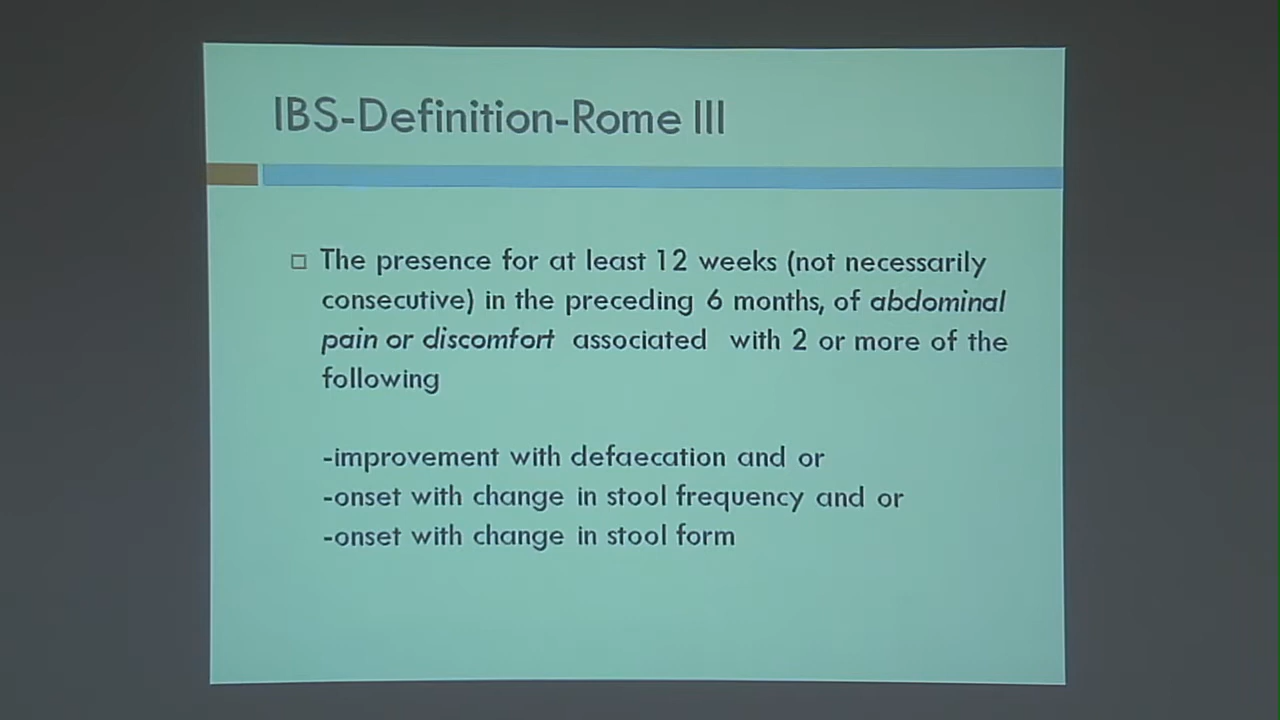 IBS-Definition-Rome III
The presence for at least 12 weeks (not necessarily
consecutive) in the preceding 6 months, of abdominal
pain or discomfort associated with 2 or more of the
following
-improvement with defaecation and or
-onset with change in stool frequency and or
-onset with change in stool form